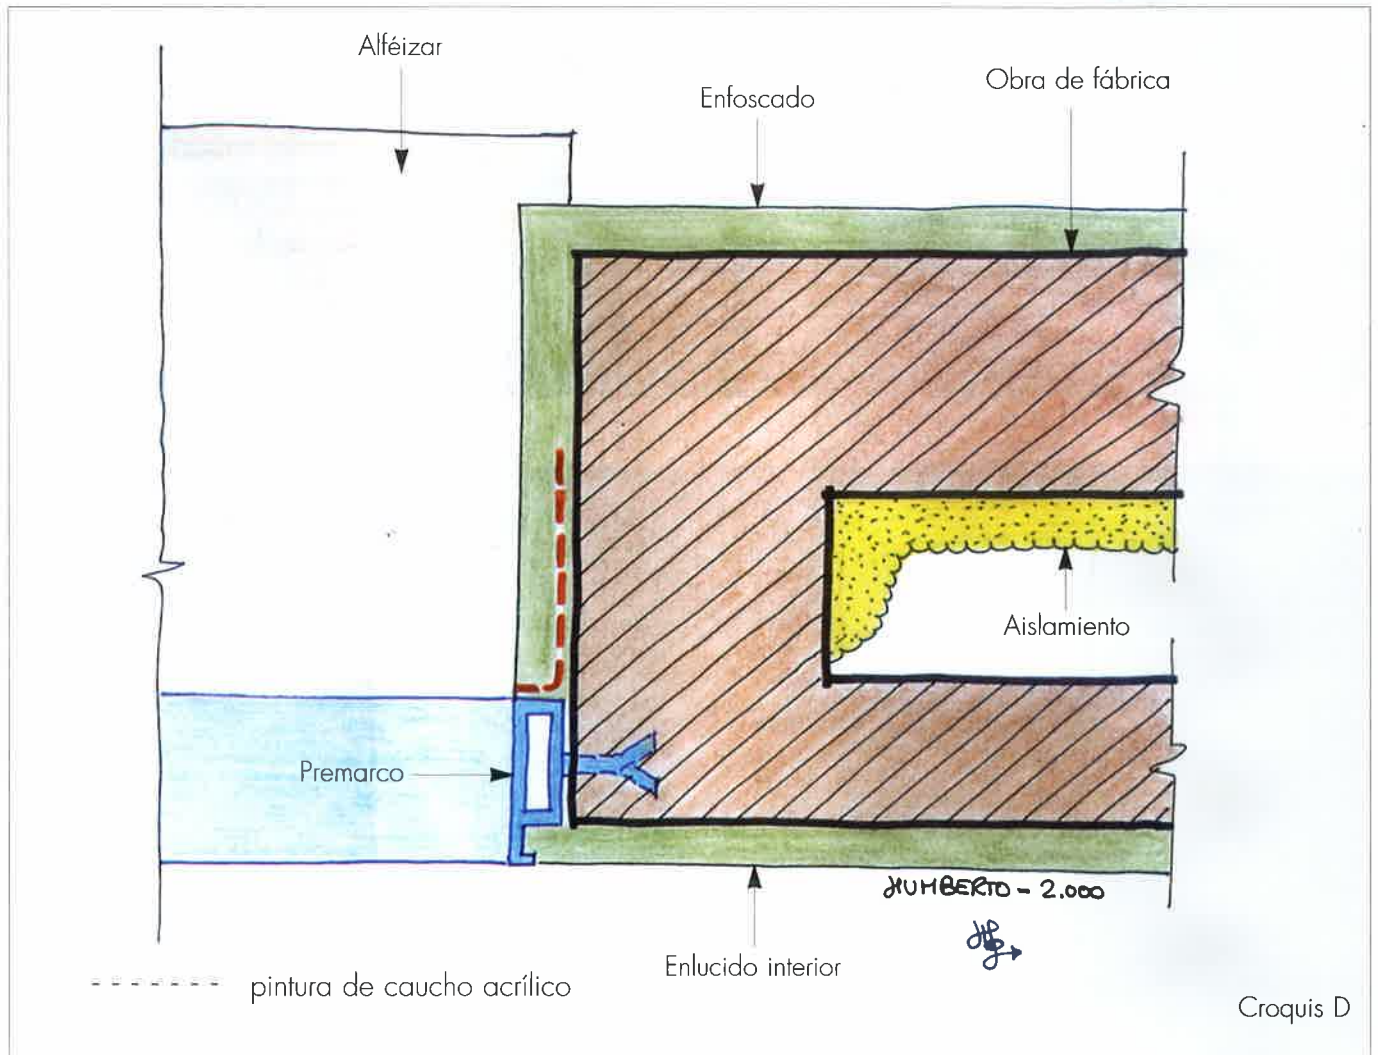 Alféizar
Enfoscado
Obra de fábrica
Aislamiento
Premarco
HUMBERTO - 2.000
Enlucido interior
pintura de caucho acrílico
Croquis D